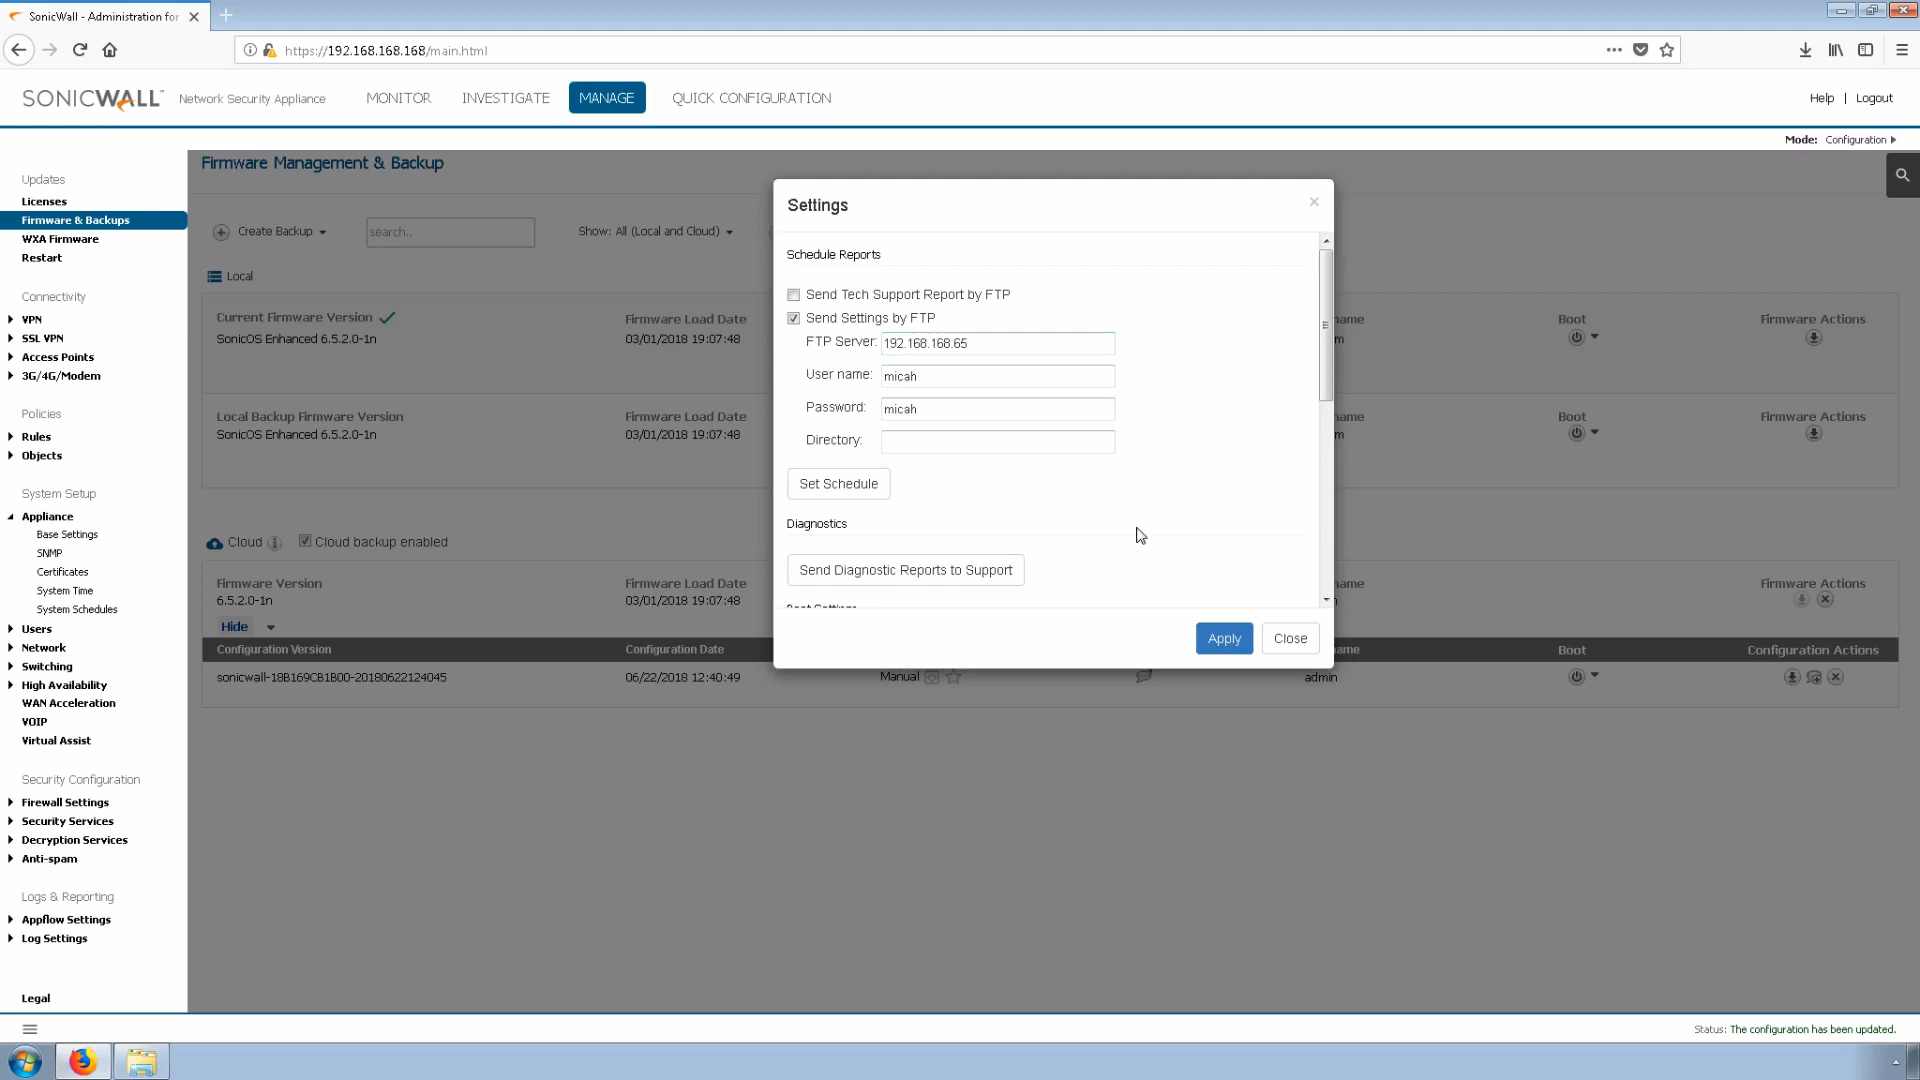 SonicWall - Administration for
https://192.168.168.168/main.html
SONICWALL Network Security Appliance MONITOR INVESTIGATE MANAGE QUICK CONFIGURATION Help | Logout
Mode: Configuration
Updates
Licenses
Firmware & Backups
WXA Firmware
Restart
Connectivity
VPN
SSL VPN
Access Points
3G/4G/Modem
Policies
Rules
Objects
System Setup
Appliance
Base Settings
SNMP
Certificates
System Time
System Schedules
Users
Network
Switching
High Availability
WAN Acceleration
VOIP
Virtual Assist
Security Configuration
Firewall Settings
Security Services
Decryption Services
Anti-spam
Logs & Reporting
Appflow Settings
Log Settings
Legal
Firmware Management & Backup
Create Backup search.. Show: All (Local and Cloud)
Local
Current Firmware Version Firmware Load Date Boot Firmware Actions
SonicOS Enhanced 6.5.2.0-1n 03/01/2018 19:07:48
Local Backup Firmware Version Firmware Load Date Boot Firmware Actions
SonicOS Enhanced 6.5.2.0-1n 03/01/2018 19:07:48
Cloud Cloud backup enabled
Firmware Version Firmware Load Date Firmware Actions
6.5.2.0-1n 03/01/2018 19:07:48
Hide
Configuration Version Configuration Date Boot Configuration Actions
sonicwall-18B169CB1B00-20180622124045 06/22/2018 12:40:49 Manual admin
Settings
Schedule Reports
Send Tech Support Report by FTP
Send Settings by FTP
FTP Server: 192.168.168.65
User name: micah
Password: micah
Directory:
Set Schedule
Diagnostics
Send Diagnostic Reports to Support
Boot Settings
Apply Close
Status: The configuration has been updated.